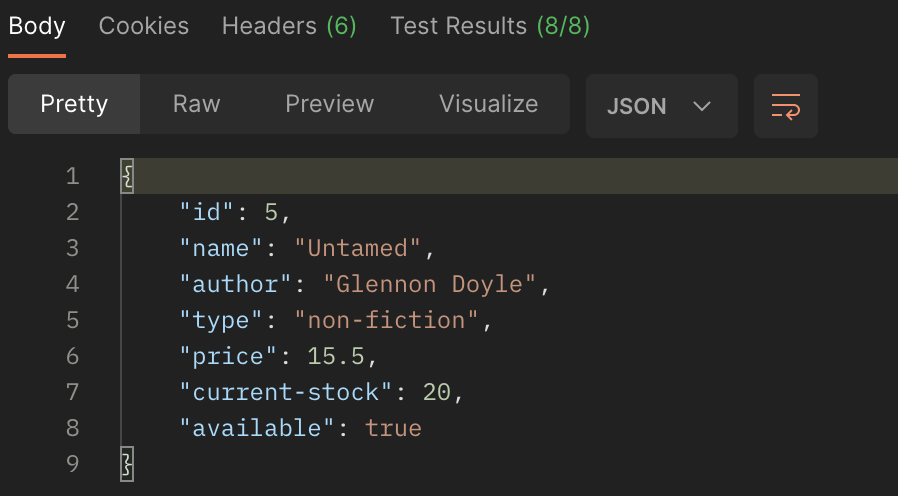 Body Cookies Headers (6) Test Results (8/8)
Pretty Raw Preview Visualize JSON
1 {
2 "id": 5,
3 "name": "Untamed",
4 "author": "Glennon Doyle",
5 "type": "non-fiction",
6 "price": 15.5,
7 "current-stock": 20,
8 "available": true
9 }